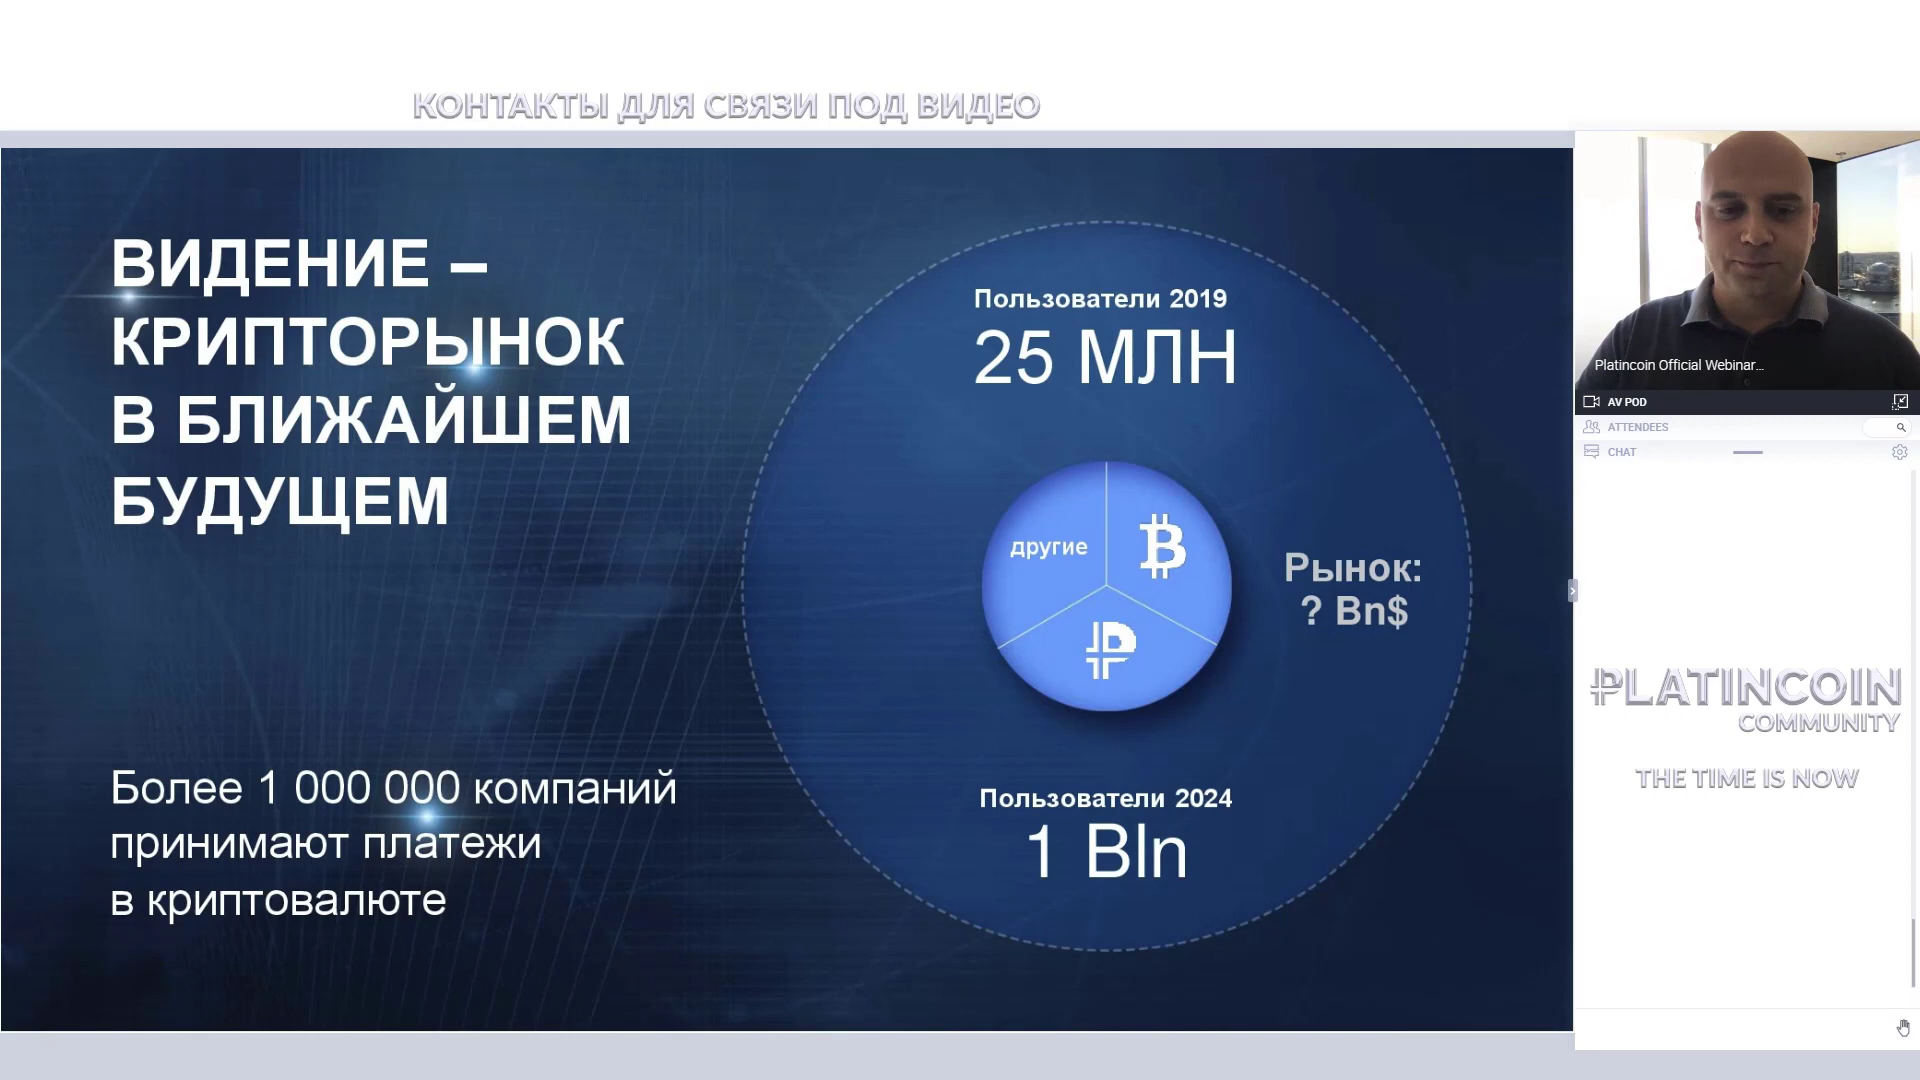 КОНТАКТЫ ДЛЯ СВЯЗИ ПОД ВИДЕО
ВИДЕНИЕ –
КРИПТОРЫНОК
В БЛИЖАЙШЕМ
БУДУЩЕМ
Более 1 000 000 компаний
принимают платежи
в криптовалюте
Пользователи 2019
25 МЛН
другие
Рынок:
? Bn$
Пользователи 2024
1 Bln
Platincoin Official Webinar...
AV POD
ATTENDEES
CHAT
PLATINCOIN
COMMUNITY
THE TIME IS NOW